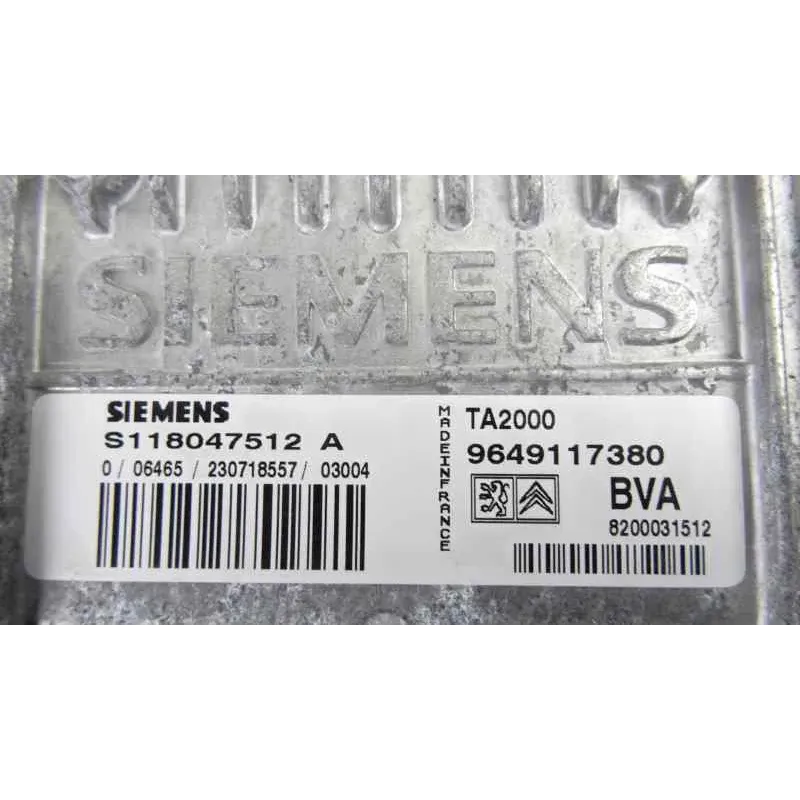 SIEMENS
SIEMENS
S118047512 A
0 / 06465 / 230718557 / 03004
MADEINFRANCE
TA2000
9649117380
BVA
8200031512